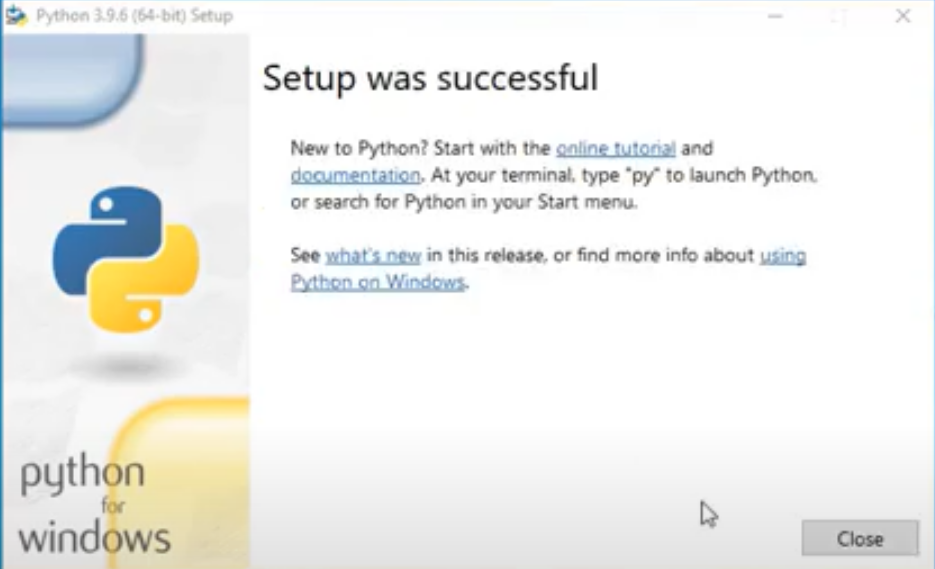 Python 3.9.6 (64-bit) Setup
Setup was successful
New to Python? Start with the online tutorial and
documentation. At your terminal, type "py" to launch Python,
or search for Python in your Start menu.
See what's new in this release, or find more info about using
Python on Windows.
python
for
windows
Close